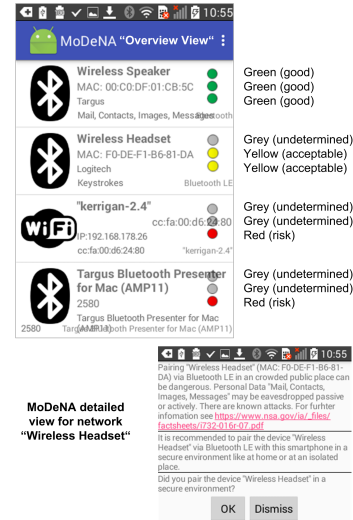 10:55
MoDeNA "Overview View"
Wireless Speaker
MAC: 00:C0:DF:01:CB:5C
Targus
Mail, Contacts, Images, Messages
Bluetooth
Green (good)
Green (good)
Green (good)
Wireless Headset
MAC: F0-DE-F1-B6-81-DA
Logitech
Keystrokes
Bluetooth LE
Grey (undetermined)
Yellow (acceptable)
Yellow (acceptable)
WiFi
"kerrigan-2.4"
cc:fa:00:d6:24:80
IP:192.168.178.26
cc:fa:00:d6:24:80
"kerrigan-2.4"
Grey (undetermined)
Grey (undetermined)
Red (risk)
Targus Bluetooth Presenter
for Mac (AMP11)
2580
Targus Bluetooth Presenter for Mac
(AMP11)
2580
Targus Bluetooth Presenter for Mac (AMP11)
Grey (undetermined)
Grey (undetermined)
Red (risk)
MoDeNA detailed
view for network
"Wireless Headset"
10:55
Pairing "Wireless Headset" (MAC: F0-DE-F1-B6-81-
DA) via Bluetooth LE in an crowded public place can
be dangerous. Personal Data "Mail, Contacts,
Images, Messages" may be eavesdropped passive
or actively. There are known attacks. For furhter
infomation see https://www.nsa.gov/ia/_files/
factsheets/i732-016r-07.pdf
It is recommended to pair the device "Wireless
Headset" via Bluetooth LE with this smartphone in a
secure environment like at home or at an isolated
place.
Did you pair the device "Wireless Headset" in a
secure environment?
OK
Dismiss